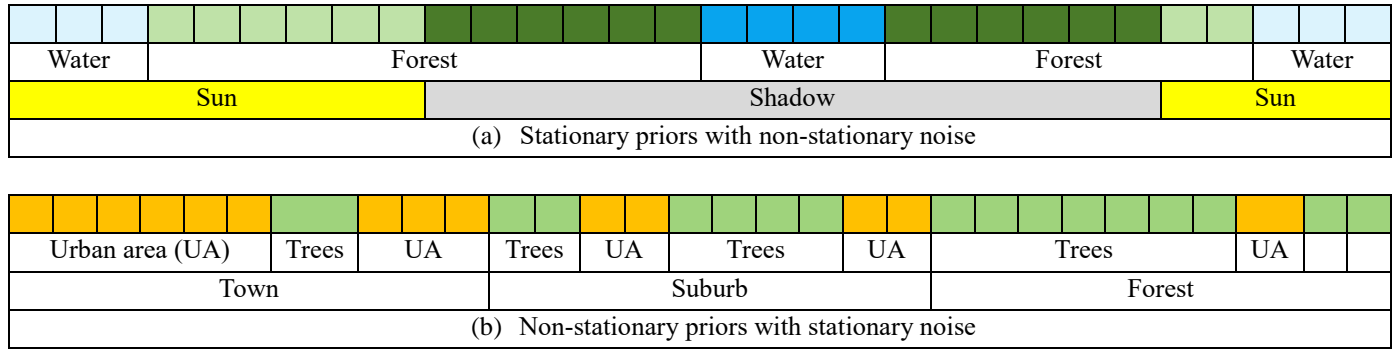 Water Forest Water Forest Water
Sun Shadow Sun
(a) Stationary priors with non-stationary noise
Urban area (UA) Trees UA Trees UA Trees UA Trees UA
Town Suburb Forest
(b) Non-stationary priors with stationary noise